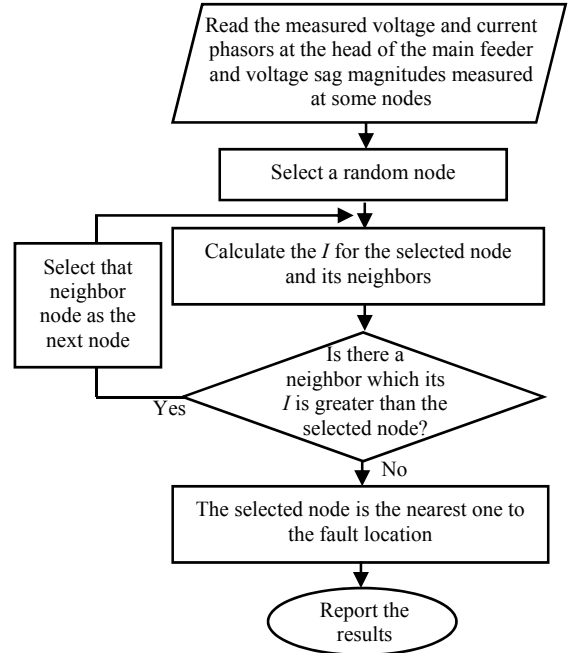 Read the measured voltage and current
phasors at the head of the main feeder
and voltage sag magnitudes measured
at some nodes
Select a random node
Calculate the I for the selected node
and its neighbors
Select that
neighbor
node as the
next node
Is there a
neighbor which its
I is greater than the
selected node?
Yes
No
The selected node is the nearest one to
the fault location
Report the
results